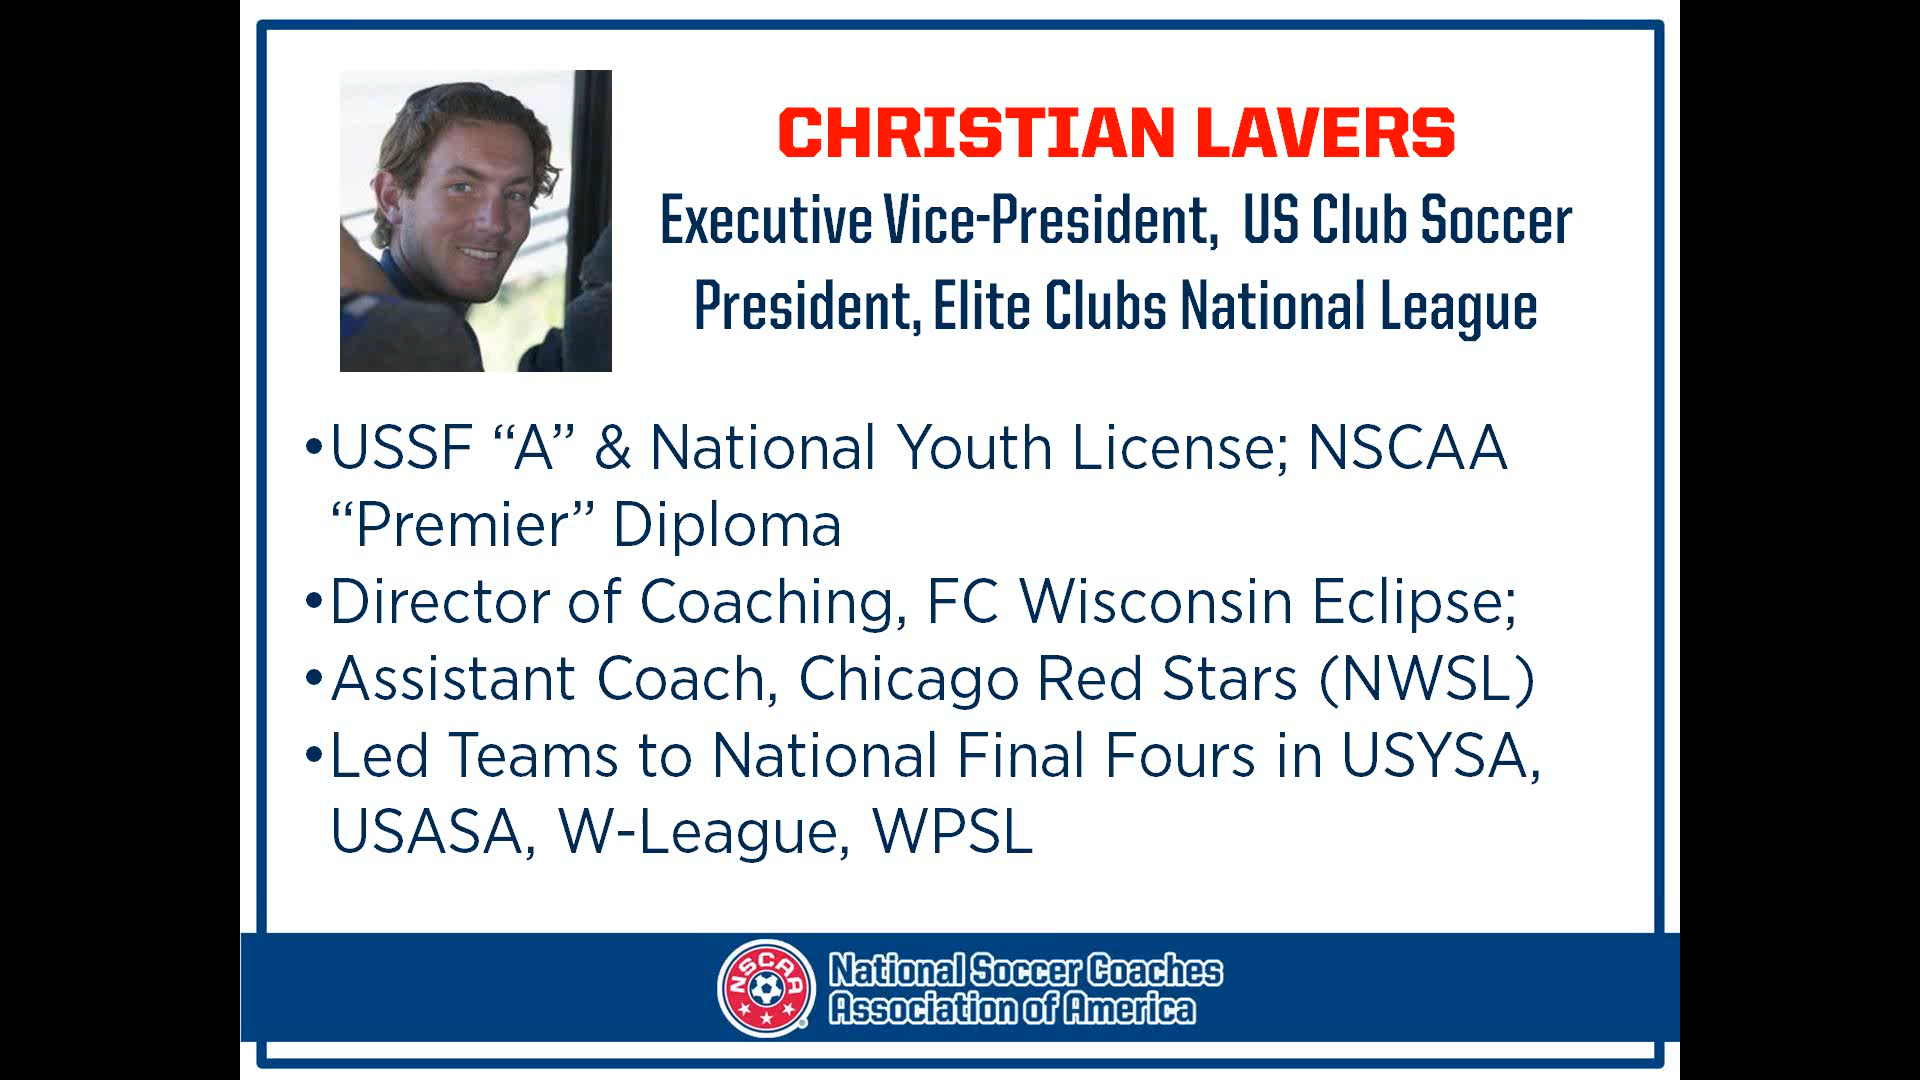 CHRISTIAN LAVERS
Executive Vice-President, US Club Soccer
President, Elite Clubs National League
•USSF “A” & National Youth License; NSCAA
“Premier” Diploma
•Director of Coaching, FC Wisconsin Eclipse;
•Assistant Coach, Chicago Red Stars (NWSL)
•Led Teams to National Final Fours in USYSA,
USASA, W-League, WPSL
NSCAA
National Soccer Coaches
Association of America
®